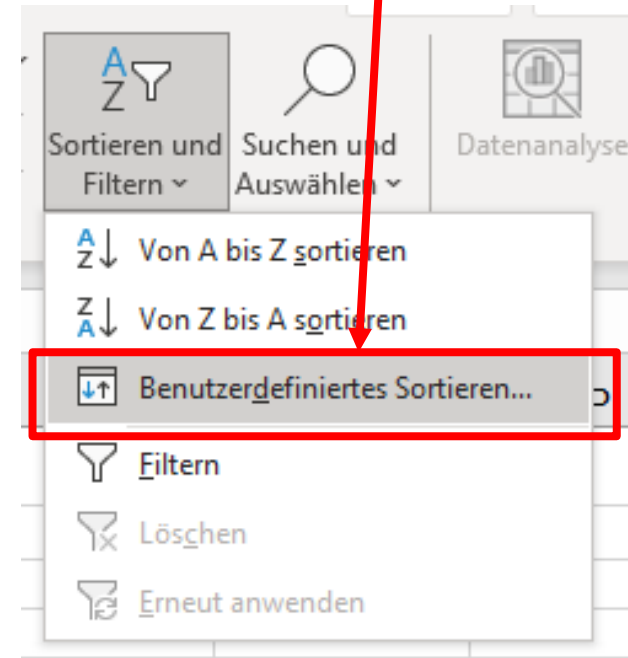 Sortieren und
Filtern
Suchen und
Auswählen
Datenanalyse
Von A bis Z sortieren
Von Z bis A sortieren
Benutzerdefiniertes Sortieren...
Filtern
Löschen
Erneut anwenden